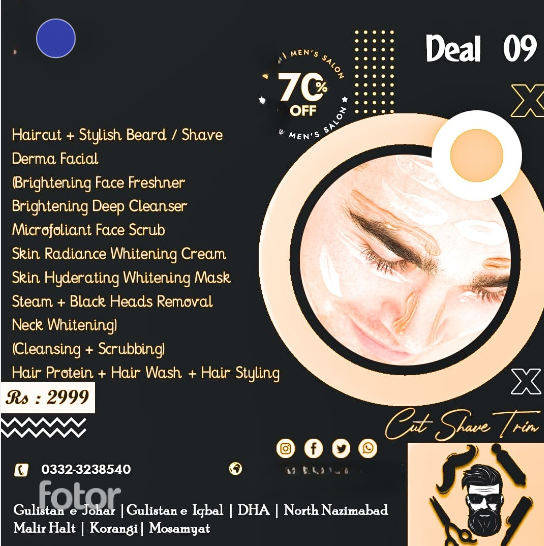 Deal 09
MEN'S SALON
70%
OFF
MEN'S SALON
Haircut + Stylish Beard / Shave
Derma Facial
(Brightening Face Freshner
Brightening Deep Cleanser
Microfoliant Face Scrub
Skin Radiance Whitening Cream
Skin Hyderating Whitening Mask
Steam + Black Heads Removal
Neck Whitening)
(Cleansing + Scrubbing)
Hair Protein + Hair Wash + Hair Styling
Rs : 2999
Cut Shave Trim
0332-3238540
fotor
Gulistan e Johar | Gulistan e Iqbal | DHA | North Nazimabad
Malir Halt | Korangi | Mosamyat